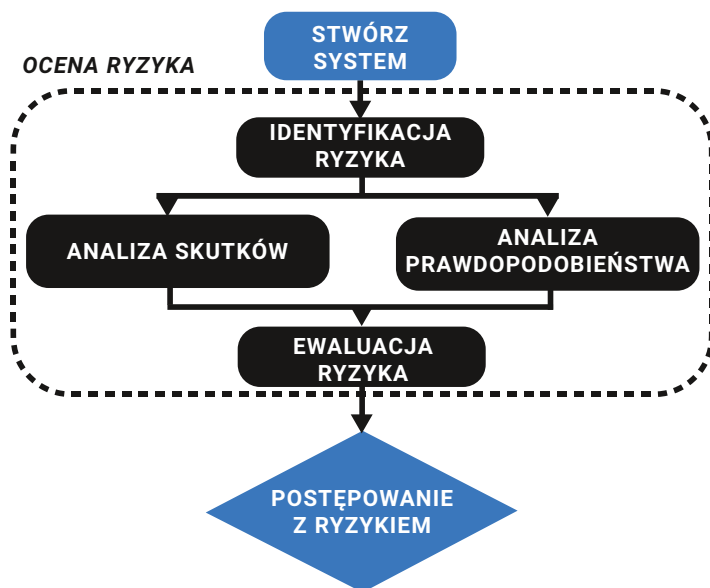 STWÓRZ
SYSTEM
OCENA RYZYKA
IDENTYFIKACJA
RYZYKA
ANALIZA SKUTKÓW
ANALIZA
PRAWDOPODOBIEŃSTWA
EWALUACJA
RYZYKA
POSTĘPOWANIE
Z RYZYKIEM